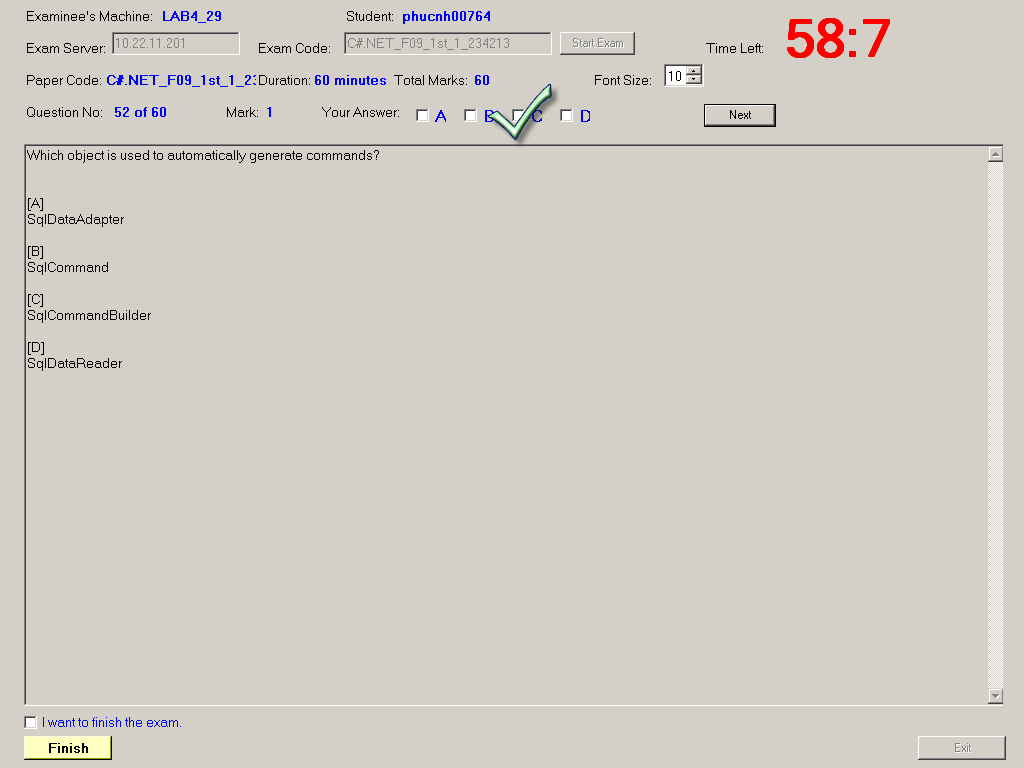 Examinee's Machine: LAB4_29 Student: phucnh00764
Exam Server: 10.22.11.201 Exam Code: C#.NET_F09_1st_1_234213 Start Exam Time Left: 58:7
Paper Code: C#.NET_F09_1st_1_23 Duration: 60 minutes Total Marks: 60 Font Size: 10
Question No: 52 of 60 Mark: 1 Your Answer: A B C D Next
Which object is used to automatically generate commands?
[A]
SqlDataAdapter
[B]
SqlCommand
[C]
SqlCommandBuilder
[D]
SqlDataReader
I want to finish the exam.
Finish Exit